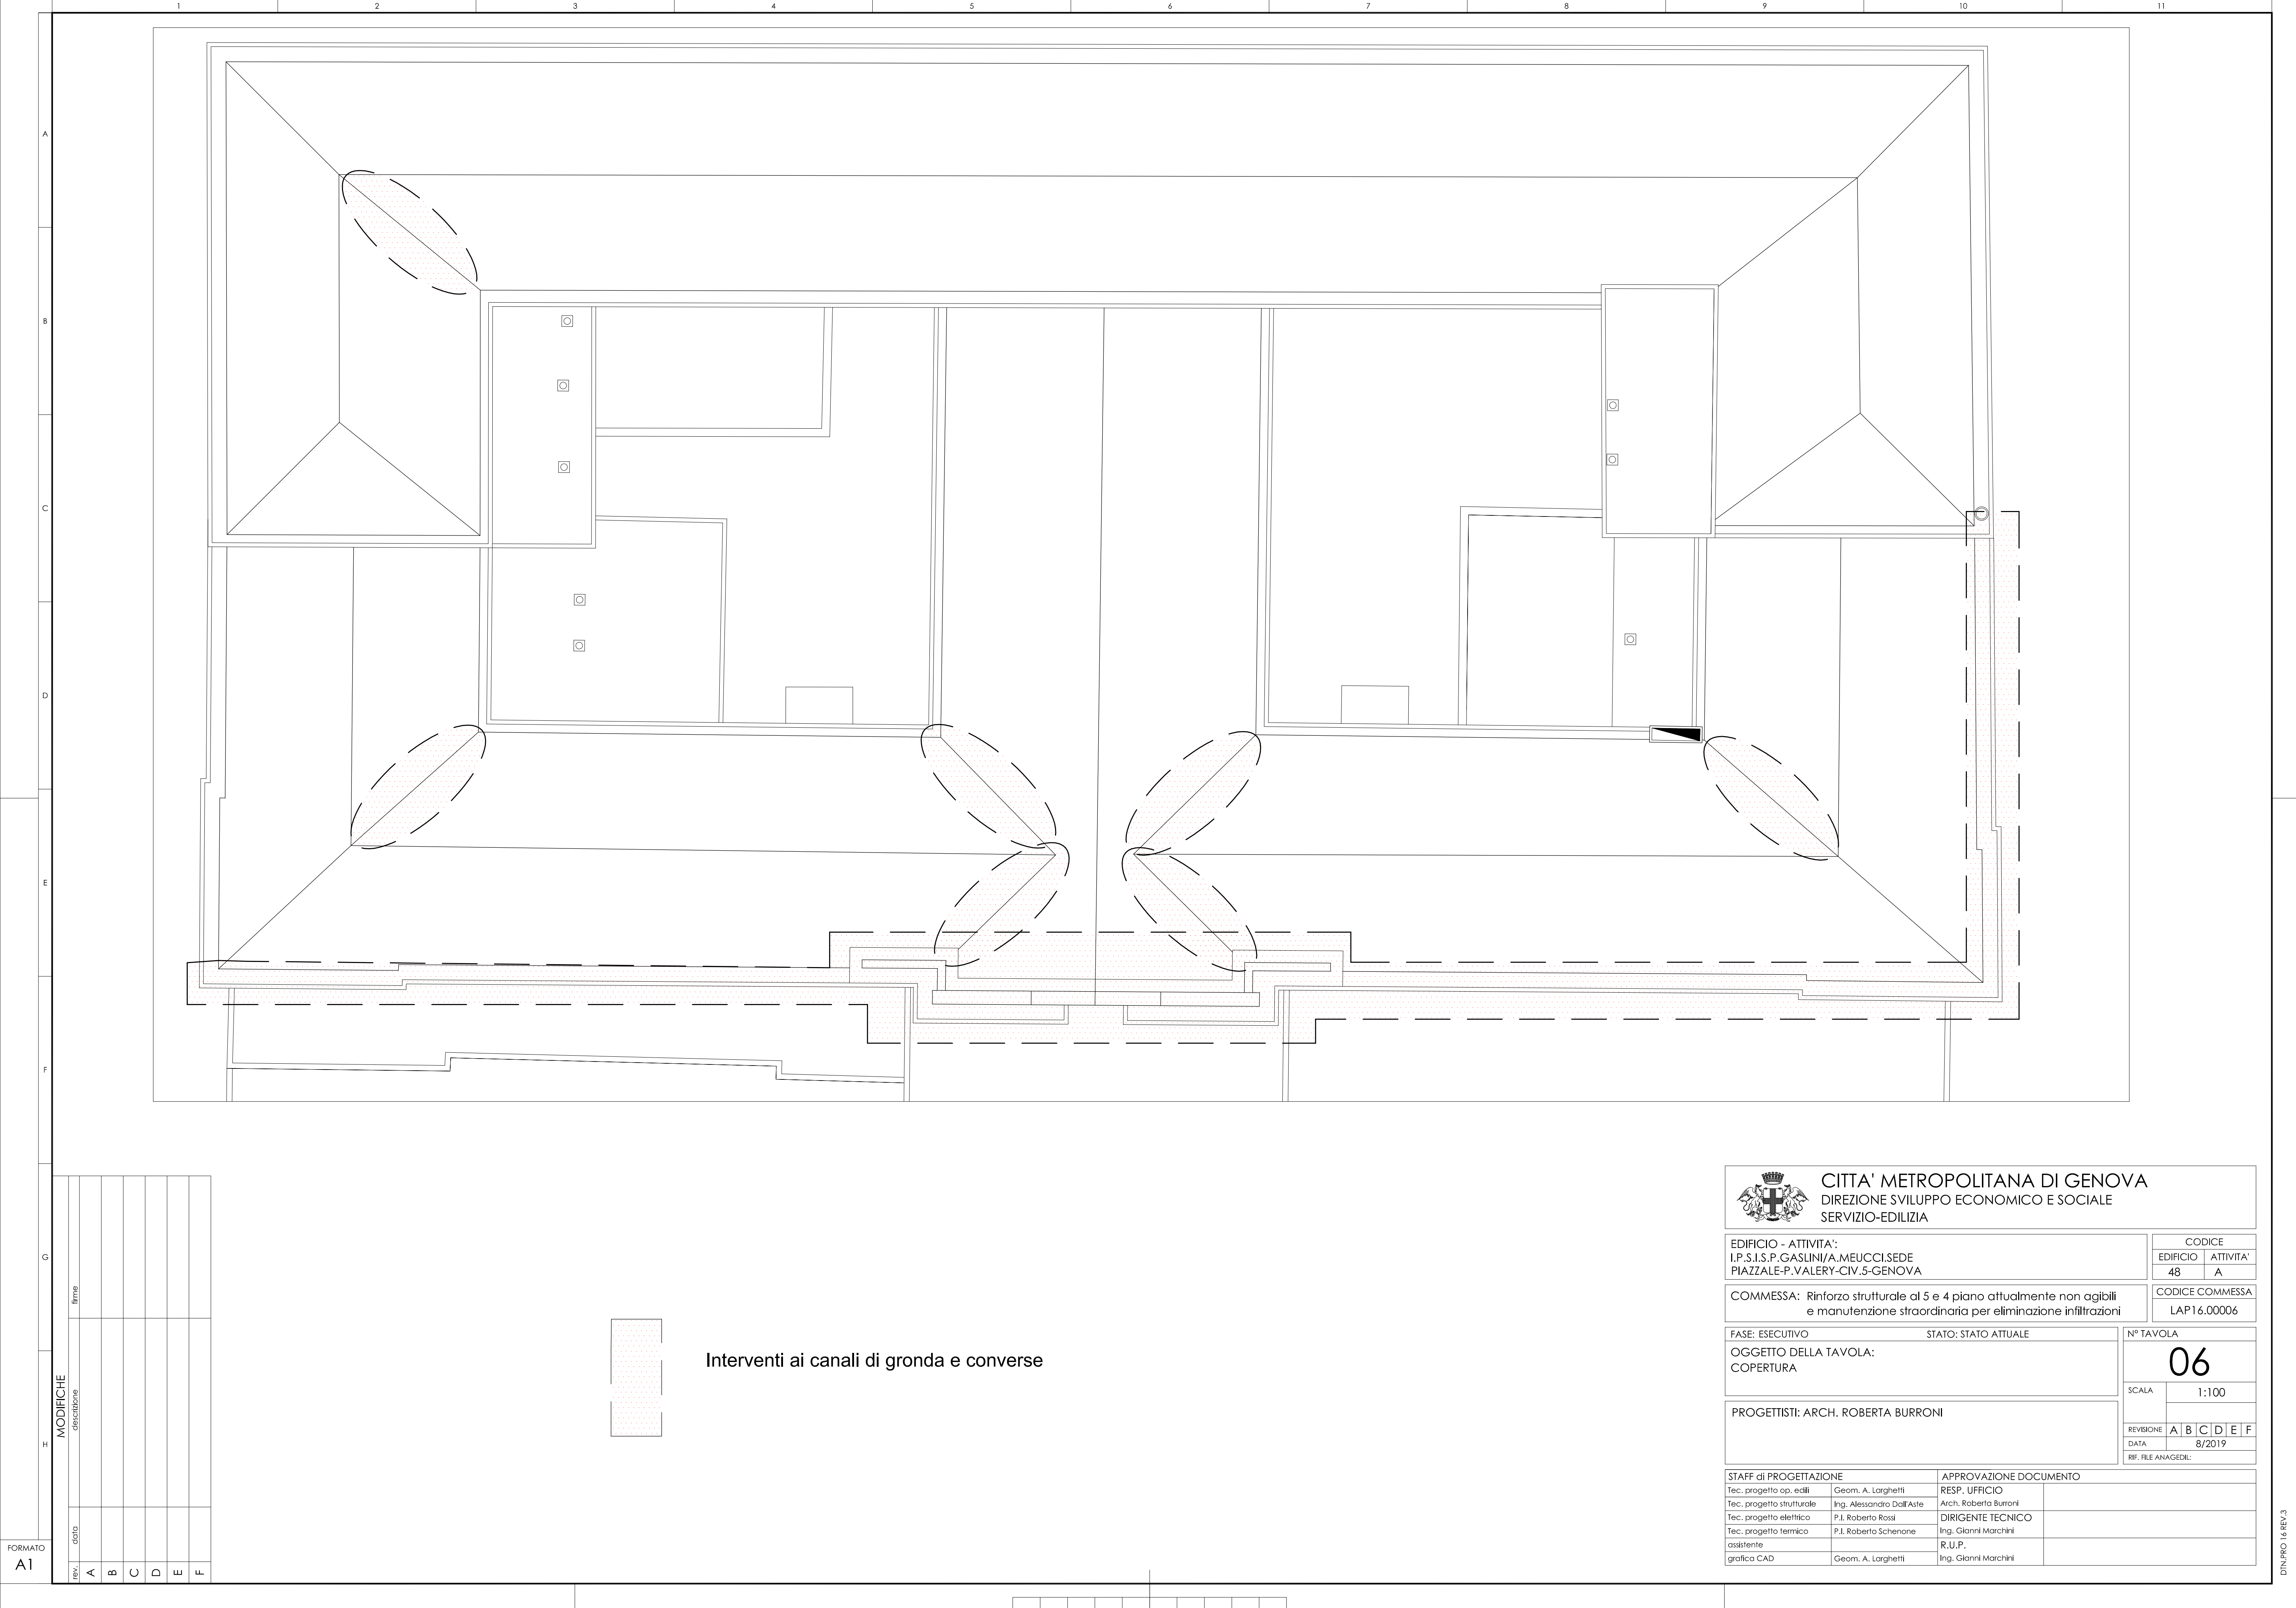 1 2 3 4 5 6 7 8 9 10 11
A
B
C
D
E
F
G
H
CITTA' METROPOLITANA DI GENOVA
DIREZIONE SVILUPPO ECONOMICO E SOCIALE
SERVIZIO-EDILIZIA
EDIFICIO - ATTIVITA':
I.P.S.I.S.P.GASLINI/A.MEUCCI.SEDE
PIAZZALE-P.VALERY-CIV.5-GENOVA
CODICE
EDIFICIO ATTIVITA'
48 A
COMMESSA: Rinforzo strutturale al 5 e 4 piano attualmente non agibili
e manutenzione straordinaria per eliminazione infiltrazioni
CODICE COMMESSA
LAP16.00006
FASE: ESECUTIVO STATO: STATO ATTUALE
OGGETTO DELLA TAVOLA:
COPERTURA
N° TAVOLA
06
SCALA 1:100
PROGETTISTI: ARCH. ROBERTA BURRONI
REVISIONE A B C D E F
DATA 8/2019
RIF. FILE ANAGEDIL:
STAFF di PROGETTAZIONE APPROVAZIONE DOCUMENTO
Tec. progetto op. edili Geom. A. Larghetti RESP. UFFICIO
Tec. progetto strutturale Ing. Alessandro Dall'Aste Arch. Roberta Burroni
Tec. progetto elettrico P.I. Roberto Rossi DIRIGENTE TECNICO
Tec. progetto termico P.I. Roberto Schenone Ing. Gianni Marchini
assistente R.U.P.
grafica CAD Geom. A. Larghetti Ing. Gianni Marchini
Interventi ai canali di gronda e converse
MODIFICHE
rev. data descrizione firme
A
B
C
D
E
F
FORMATO
A1
DTN.PRO 16 REV.3